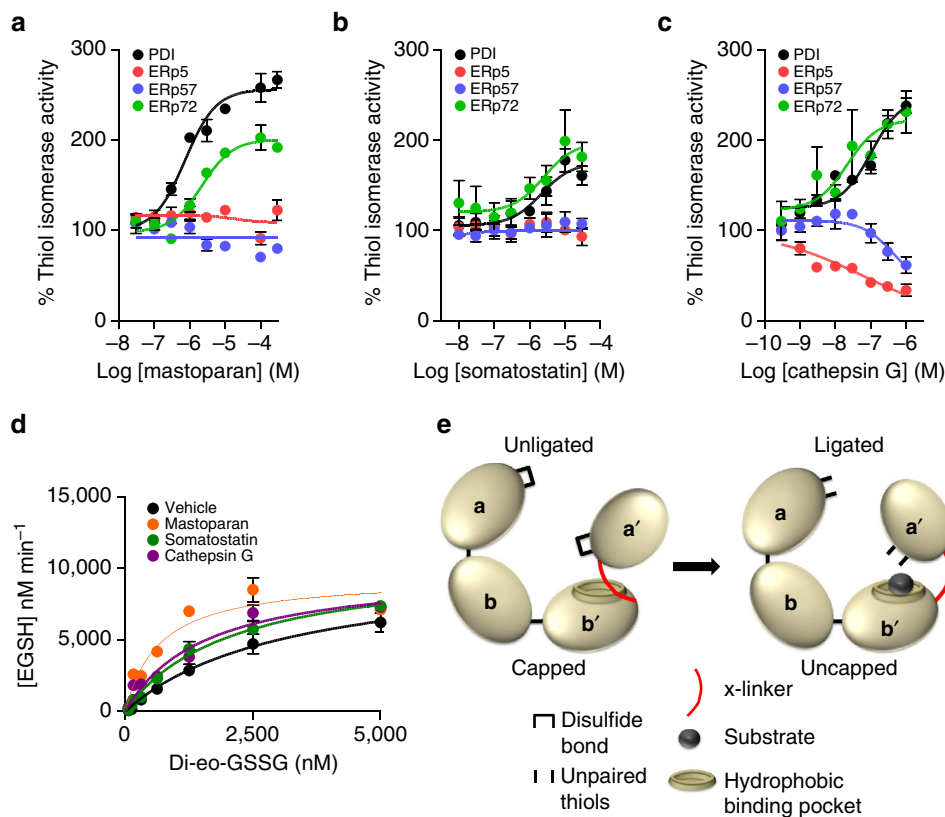 a
% Thiol isomerase activity
300
200
100
0
PDI
ERp5
ERp57
ERp72
−8 −7 −6 −5 −4 −3
Log [mastoparan] (M)
b
% Thiol isomerase activity
300
200
100
0
PDI
ERp5
ERp57
ERp72
−8 −7 −6 −5 −4
Log [somatostatin] (M)
c
% Thiol isomerase activity
300
200
100
0
PDI
ERp5
ERp57
ERp72
−10 −9 −8 −7 −6
Log [cathepsin G] (M)
d
[EGSH] nM min−1
15,000
10,000
5,000
0
Vehicle
Mastoparan
Somatostatin
Cathepsin G
0 2,500 5,000
Di-eo-GSSG (nM)
e
Unligated
a
a′
b
b′
Capped
Ligated
a
a′
b
b′
Uncapped
x-linker
Disulfide bond
Substrate
Unpaired thiols
Hydrophobic binding pocket